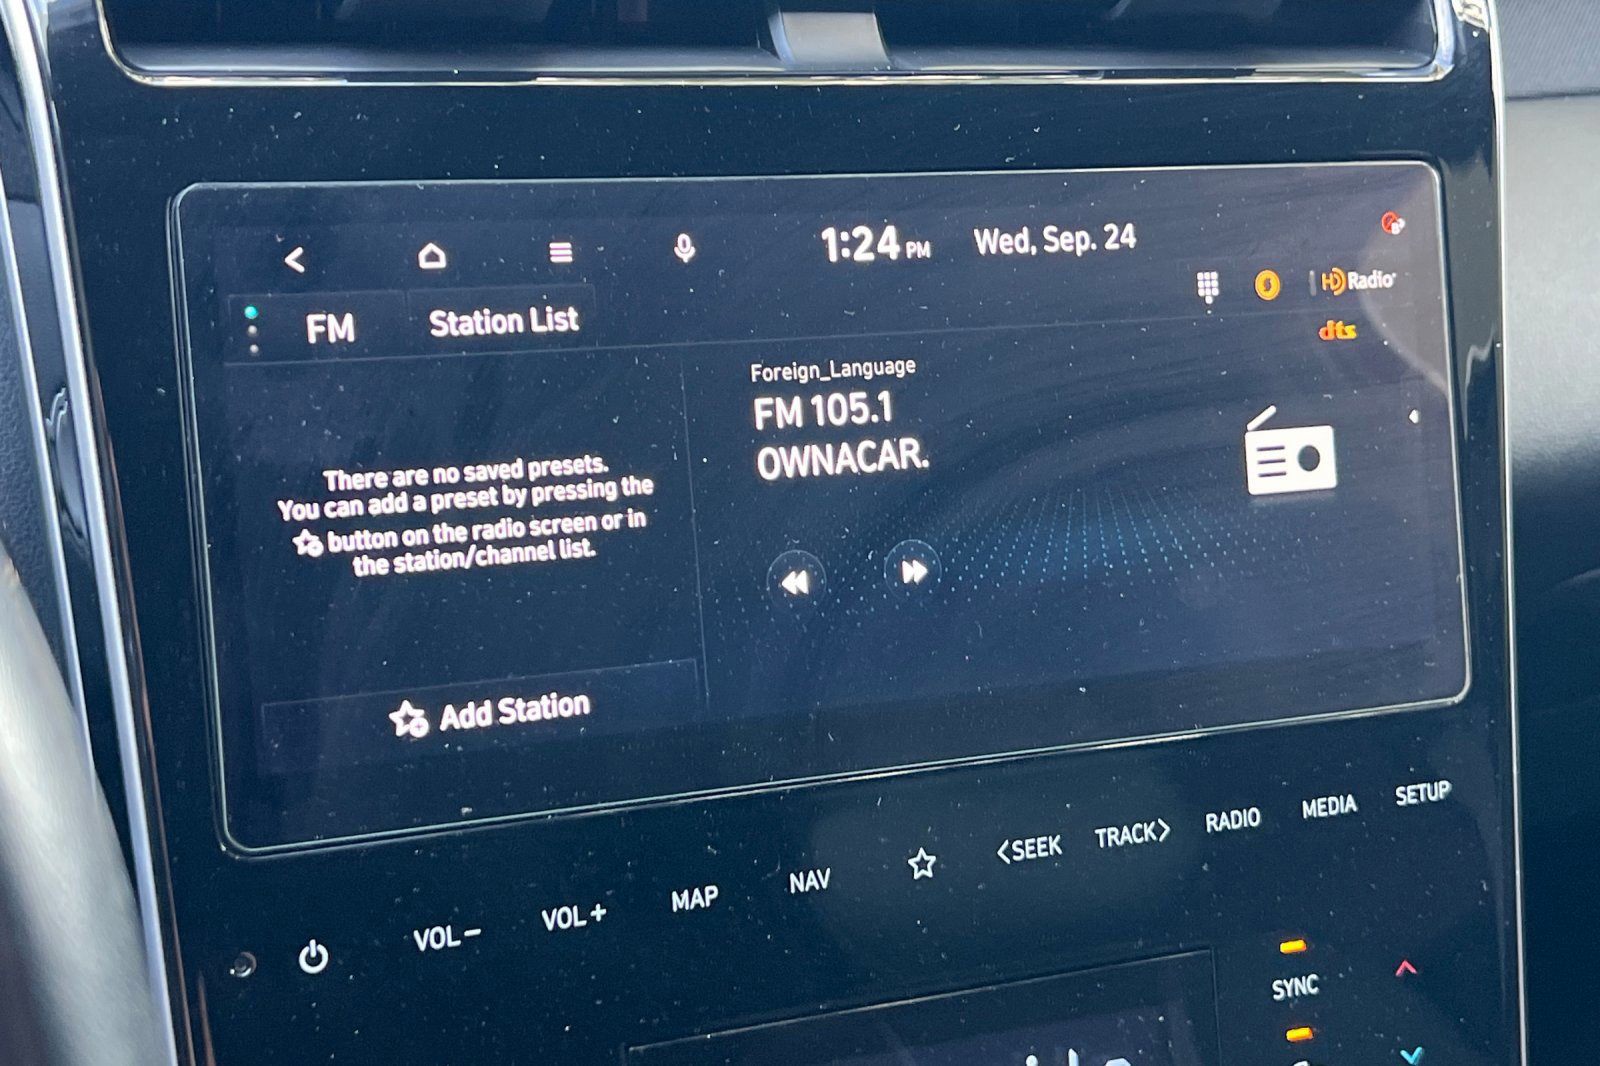 1:24 PM
Wed, Sep. 24
FM
Station List
HD Radio
dts
There are no saved presets.
You can add a preset by pressing the
button on the radio screen or in
the station/channel list.
Add Station
Foreign_Language
FM 105.1
OWNACAR.
VOL−
VOL+
MAP
NAV
<SEEK
TRACK>
RADIO
MEDIA
SETUP
SYNC